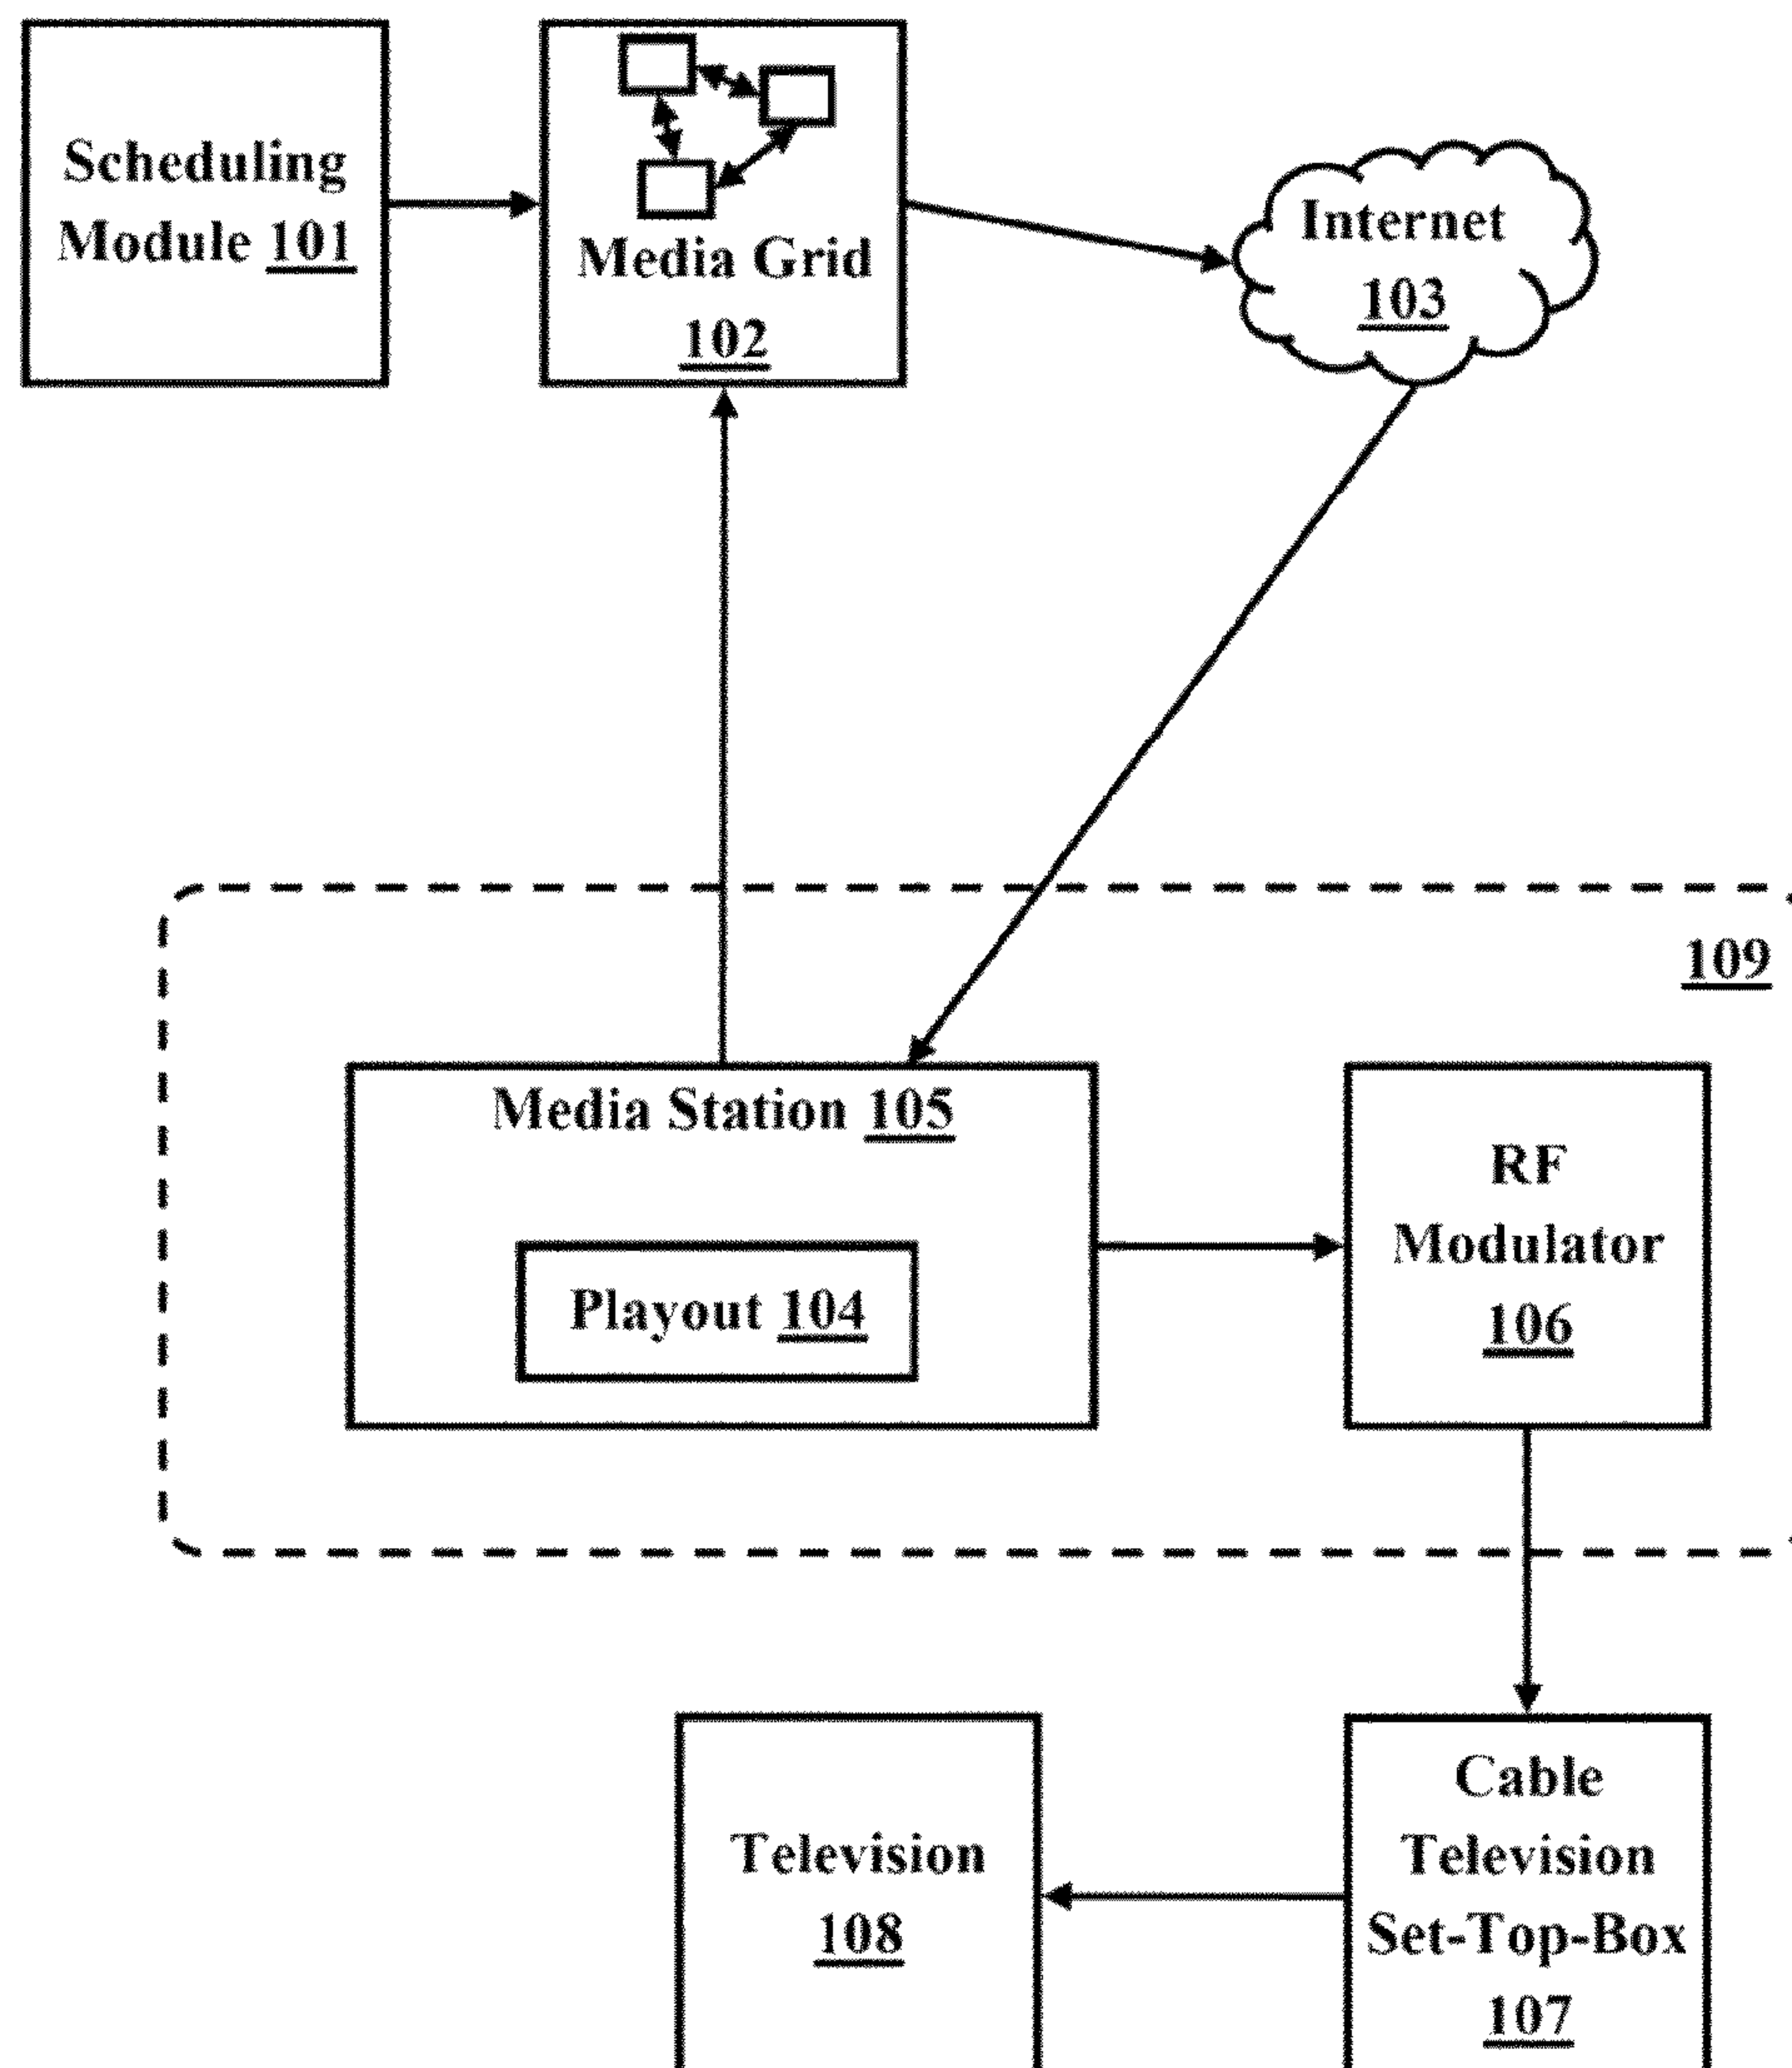 Scheduling
Module 101
Media Grid
102
Internet
103
109
Media Station 105
Playout 104
RF
Modulator
106
Television
108
Cable
Television
Set-Top-Box
107